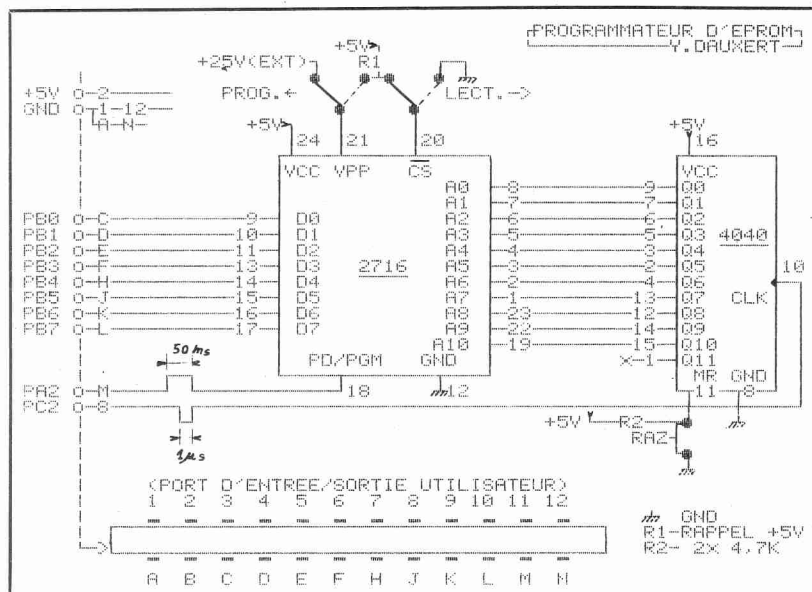 PROGRAMMATEUR D'EPROM
Y.DAUXERT
+5V
+25V(EXT)
R1
PROG.←
LECT.→
+5V 2
GND 1-12
A-N
+5V
24
21
20
+5V
16
VCC VPP CS
VCC
A0 8 9 Q0
A1 7 7 Q1
PB0 C 9 D0 A2 6 6 Q2
PB1 D 10 D1 A3 5 5 Q3 4040
PB2 E 11 D2 A4 4 3 Q4
PB3 F 13 D3 2716 A5 3 2 Q5 10
PB4 H 14 D4 A6 2 4 Q6
PB5 J 15 D5 A7 1 13 Q7 CLK
PB6 K 16 D6 A8 23 12 Q8
PB7 L 17 D7 A9 22 14 Q9
A10 19 15 Q10
50ms
PD/PGM GND
X-1 Q11
MR GND
PA2 M
18
12
11
8
PC2 8
+5V R2
RAZ
1µs
(PORT D'ENTREE/SORTIE UTILISATEUR)
1 2 3 4 5 6 7 8 9 10 11 12
GND
R1-RAPPEL +5V
R2- 2X 4,7K
A B C D E F H J K L M N